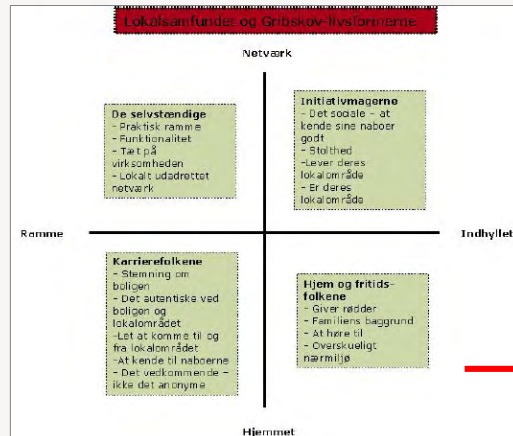 Lokalsamfundet og Gribskov-livsformerne
Netværk
De selvstændige
- Praktisk ramme
- Funktionalitet
- Tæt på
virksomheden
- Lokalt udadrettet
netværk
Initiativmagerne
- Det sociale – at
kende sine naboer
godt
- Stolthed
-Lever deres
lokalområde
- Er deres
lokalområde
Ramme
Indhyllet
Karrierefolkene
- Stemning om
boligen
- Det autentiske ved
boligen og
lokalområdet
-Let at komme til og
fra lokalområdet
-At kende til naboerne
- Det vedkommende –
ikke det anonyme
Hjem og fritids-
folkene
- Giver rødder
- Familiens baggrund
- At høre til
- Overskueligt
nærmiljø
Hjemmet